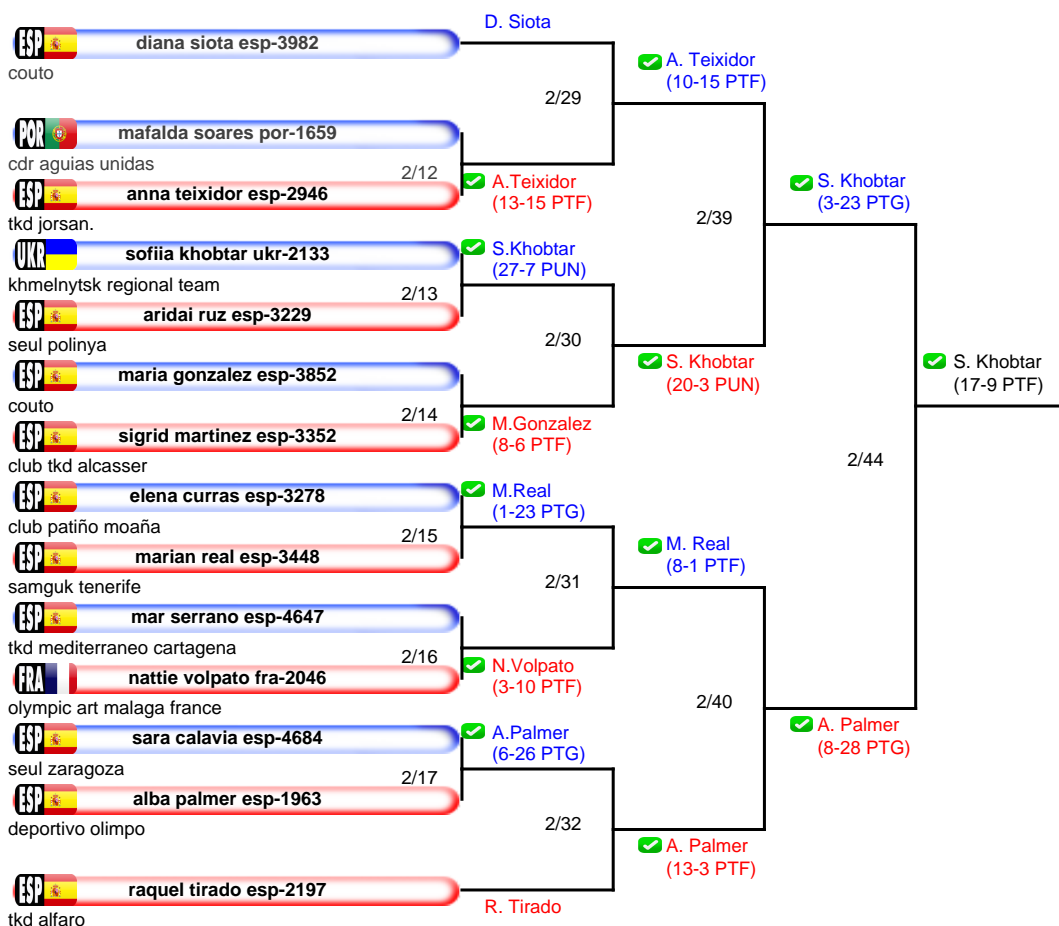 D. Siota
ESP diana siota esp-3982
couto
2/29
A. Teixidor
(10-15 PTF)
POR mafalda soares por-1659
cdr aguias unidas
2/12
A.Teixidor
(13-15 PTF)
ESP anna teixidor esp-2946
tkd jorsan.
2/39
S. Khobtar
(3-23 PTG)
UKR sofiia khobtar ukr-2133
khmelnytsk regional team
2/13
S.Khobtar
(27-7 PUN)
ESP aridai ruz esp-3229
seul polinya
2/30
S. Khobtar
(20-3 PUN)
ESP maria gonzalez esp-3852
couto
2/14
M.Gonzalez
(8-6 PTF)
ESP sigrid martinez esp-3352
club tkd alcasser
2/44
S. Khobtar
(17-9 PTF)
ESP elena curras esp-3278
club patiño moaña
2/15
M.Real
(1-23 PTG)
ESP marian real esp-3448
samguk tenerife
2/31
M. Real
(8-1 PTF)
ESP mar serrano esp-4647
tkd mediterraneo cartagena
2/16
N.Volpato
(3-10 PTF)
FRA nattie volpato fra-2046
olympic art malaga france
2/40
A. Palmer
(8-28 PTG)
ESP sara calavia esp-4684
seul zaragoza
2/17
A.Palmer
(6-26 PTG)
ESP alba palmer esp-1963
deportivo olimpo
2/32
A. Palmer
(13-3 PTF)
ESP raquel tirado esp-2197
tkd alfaro
R. Tirado